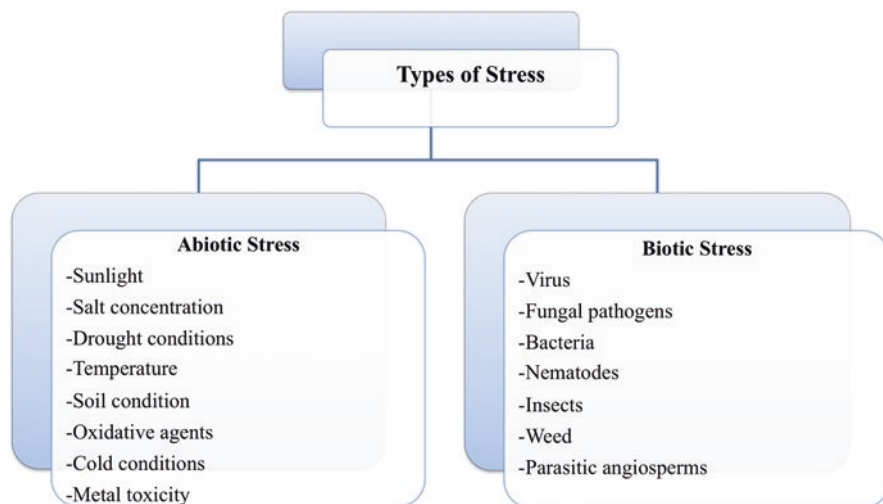 Types of Stress
Abiotic Stress
-Sunlight
-Salt concentration
-Drought conditions
-Temperature
-Soil condition
-Oxidative agents
-Cold conditions
-Metal toxicity
Biotic Stress
-Virus
-Fungal pathogens
-Bacteria
-Nematodes
-Insects
-Weed
-Parasitic angiosperms